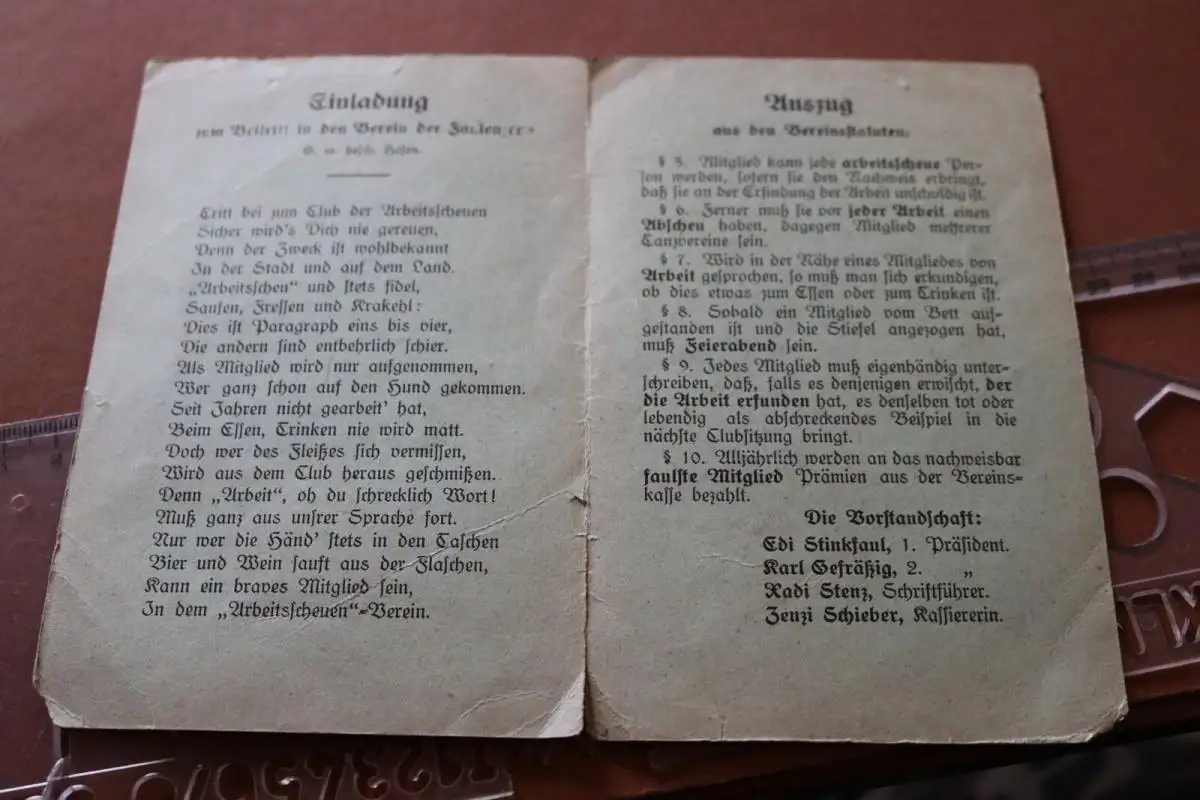 Einladung
zum Beitritt in den Verein der Faulenzer
G. m. besch. Hosen.
Tritt bei zum Club der Arbeitsscheuen
Sicher wird's Dich nie gereuen,
Denn der Zweck ist wohlbekannt
In der Stadt und auf dem Land.
„Arbeitsscheu" und stets fidel,
Saufen, Fressen und Krakehl:
Dies ist Paragraph eins bis vier,
Die andern sind entbehrlich schier.
Als Mitglied wird nur aufgenommen,
Wer ganz schon auf den Hund gekommen.
Seit Jahren nicht gearbeit' hat,
Beim Essen, Trinken nie wird matt.
Doch wer des Fleißes sich vermissen,
Wird aus dem Club heraus geschmißen.
Denn „Arbeit", oh du schrecklich Wort!
Muß ganz aus unsrer Sprache fort.
Nur wer die Händ' stets in den Taschen
Bier und Wein sauft aus der Flaschen,
Kann ein braves Mitglied sein,
In dem „Arbeitsscheuen"-Verein.
Auszug
aus den Vereinsstatuten.
§ 5. Mitglied kann jede arbeitsscheue Per-
son werden, sofern sie den Nachweis erbringt,
daß sie an der Erfindung der Arbeit unschuldig ist.
§ 6. Ferner muß sie vor jeder Arbeit einen
Abscheu haben, dagegen Mitglied mehrerer
Tanzvereine sein.
§ 7. Wird in der Nähe eines Mitgliedes von
Arbeit gesprochen, so muß man sich erkundigen,
ob dies etwas zum Essen oder zum Trinken ist.
§ 8. Sobald ein Mitglied vom Bett auf-
gestanden ist und die Stiefel angezogen hat,
muß Feierabend sein.
§ 9. Jedes Mitglied muß eigenhändig unter-
schreiben, daß, falls es denjenigen erwischt, der
die Arbeit erfunden hat, es denselben tot oder
lebendig als abschreckendes Beispiel in die
nächste Clubsitzung bringt.
§ 10. Alljährlich werden an das nachweisbar
faulste Mitglied Prämien aus der Vereins-
kasse bezahlt.
Die Vorstandschaft:
Edi Stinkfaul, 1. Präsident.
Karl Gefräßig, 2. „
Xadi Stenz, Schriftführer.
Zenzi Schieber, Kassiererin.
12345